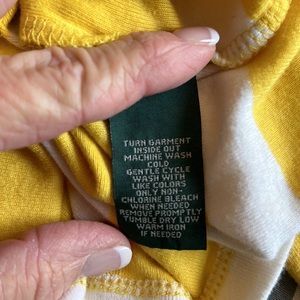 TURN GARMENT
INSIDE OUT
MACHINE WASH
COLD
GENTLE CYCLE
WASH WITH
LIKE COLORS
ONLY NON-
CHLORINE BLEACH
WHEN NEEDED
REMOVE PROMPTLY
TUMBLE DRY LOW
WARM IRON
IF NEEDED